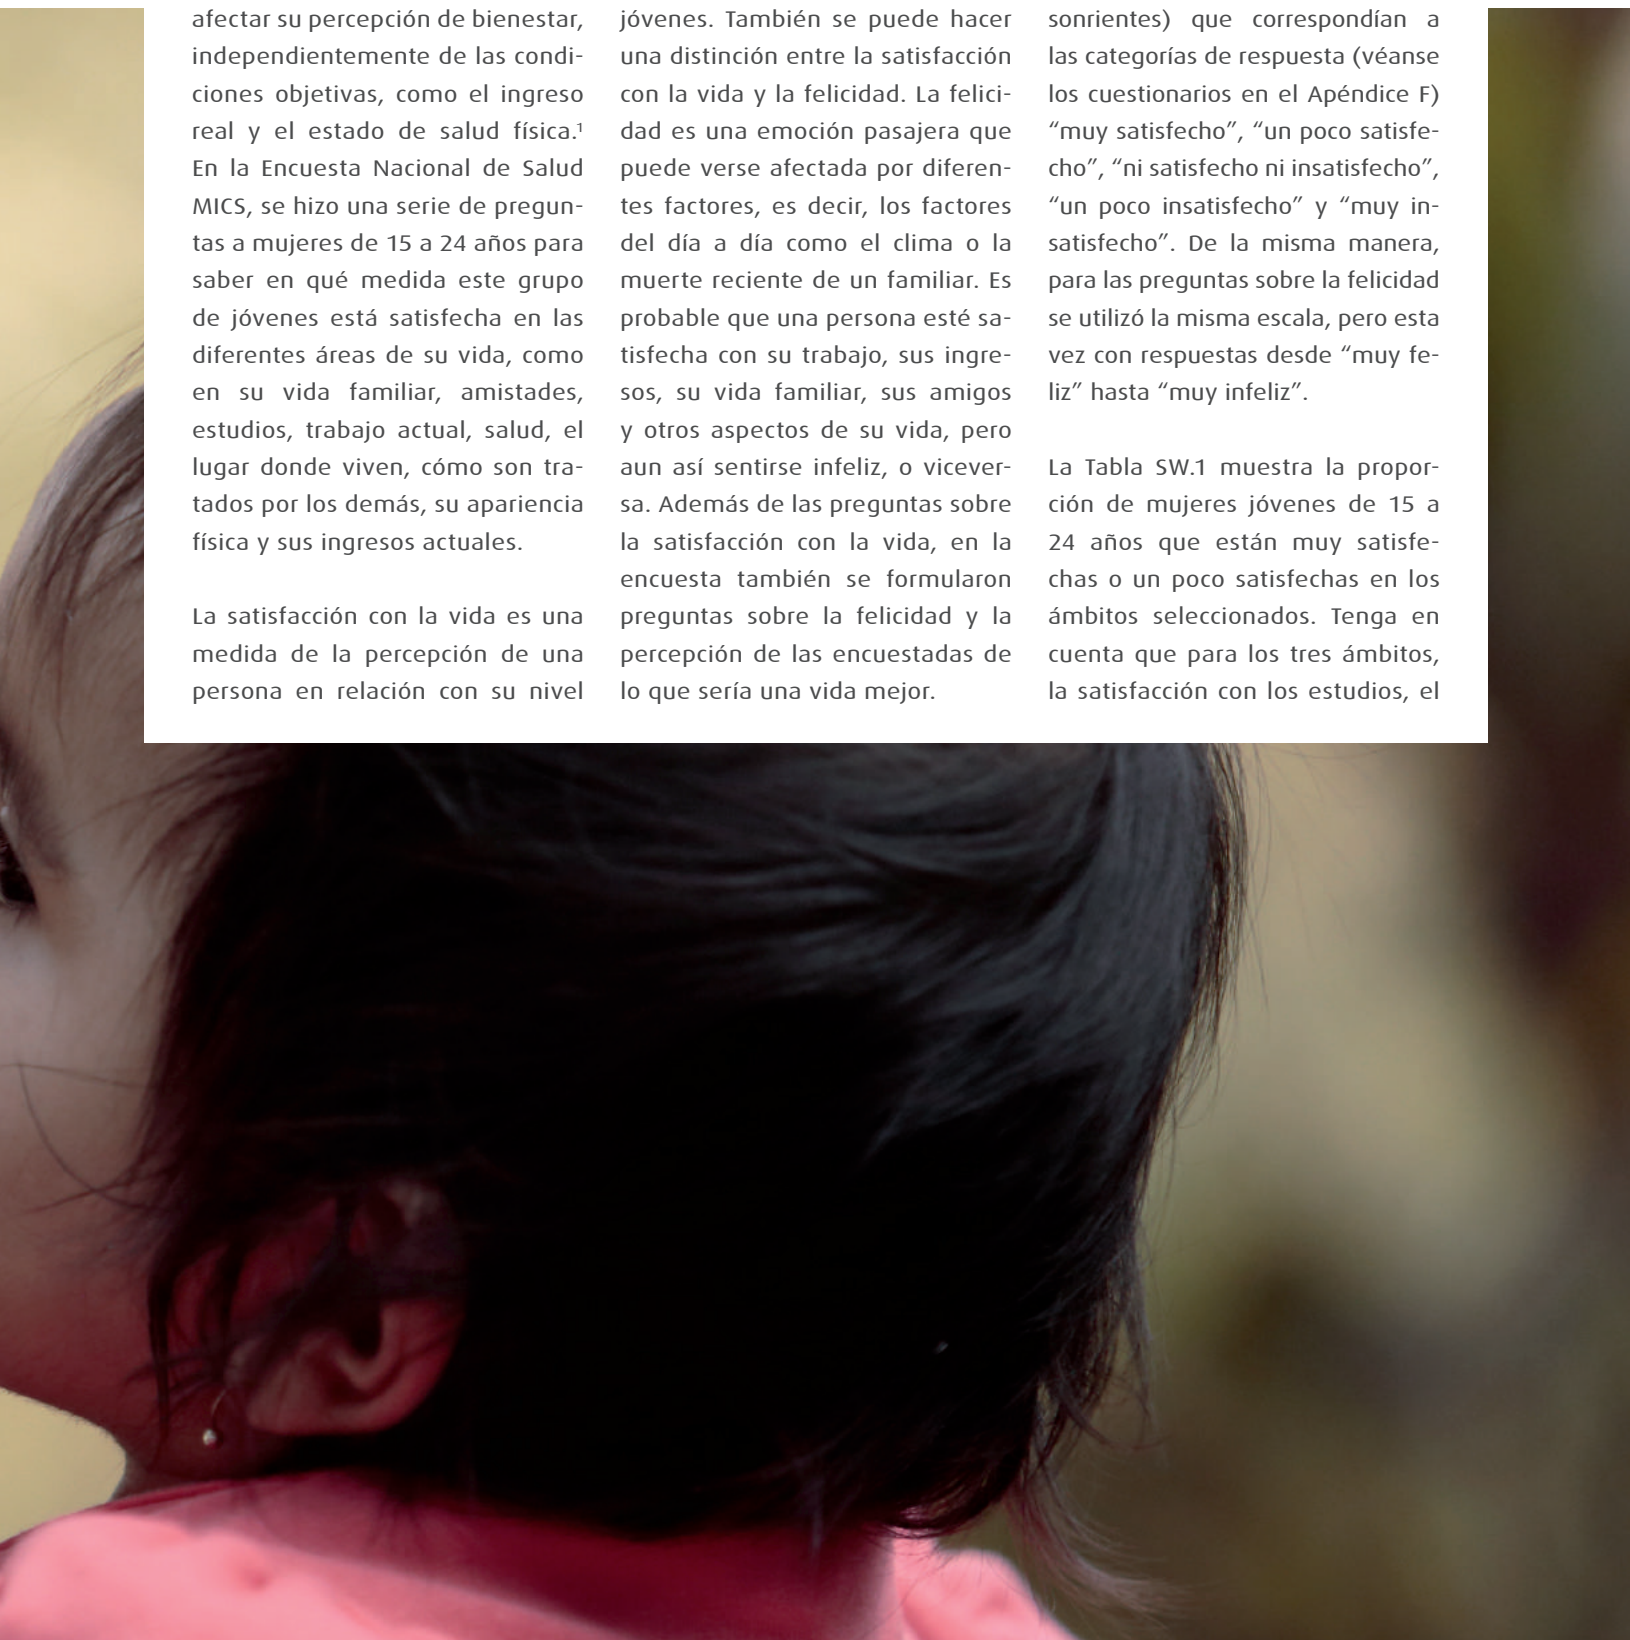 afectar su percepción de bienestar,
independientemente de las condi-
ciones objetivas, como el ingreso
real y el estado de salud física.¹
En la Encuesta Nacional de Salud
MICS, se hizo una serie de pregun-
tas a mujeres de 15 a 24 años para
saber en qué medida este grupo
de jóvenes está satisfecha en las
diferentes áreas de su vida, como
en su vida familiar, amistades,
estudios, trabajo actual, salud, el
lugar donde viven, cómo son tra-
tados por los demás, su apariencia
física y sus ingresos actuales.
La satisfacción con la vida es una
medida de la percepción de una
persona en relación con su nivel
jóvenes. También se puede hacer
una distinción entre la satisfacción
con la vida y la felicidad. La felici-
dad es una emoción pasajera que
puede verse afectada por diferen-
tes factores, es decir, los factores
del día a día como el clima o la
muerte reciente de un familiar. Es
probable que una persona esté sa-
tisfecha con su trabajo, sus ingre-
sos, su vida familiar, sus amigos
y otros aspectos de su vida, pero
aun así sentirse infeliz, o vicever-
sa. Además de las preguntas sobre
la satisfacción con la vida, en la
encuesta también se formularon
preguntas sobre la felicidad y la
percepción de las encuestadas de
lo que sería una vida mejor.
sonrientes) que correspondían a
las categorías de respuesta (véanse
los cuestionarios en el Apéndice F)
“muy satisfecho”, “un poco satisfe-
cho”, “ni satisfecho ni insatisfecho”,
“un poco insatisfecho” y “muy in-
satisfecho”. De la misma manera,
para las preguntas sobre la felicidad
se utilizó la misma escala, pero esta
vez con respuestas desde “muy fe-
liz” hasta “muy infeliz”.
La Tabla SW.1 muestra la propor-
ción de mujeres jóvenes de 15 a
24 años que están muy satisfe-
chas o un poco satisfechas en los
ámbitos seleccionados. Tenga en
cuenta que para los tres ámbitos,
la satisfacción con los estudios, el